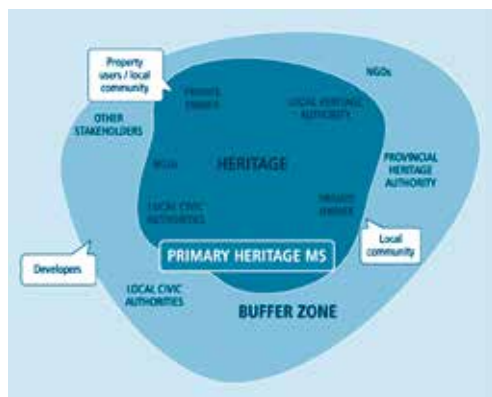 Property
users / local
community
PRIVATE
OWNER
NGOs
LOCAL HERITAGE
AUTHORITY
OTHER
STAKEHOLDERS
NGOs
HERITAGE
PROVINCIAL
HERITAGE
AUTHORITY
LOCAL CIVIC
AUTHORITIES
PRIVATE
OWNER
Local
community
PRIMARY HERITAGE MS
Developers
LOCAL CIVIC
AUTHORITIES
BUFFER ZONE